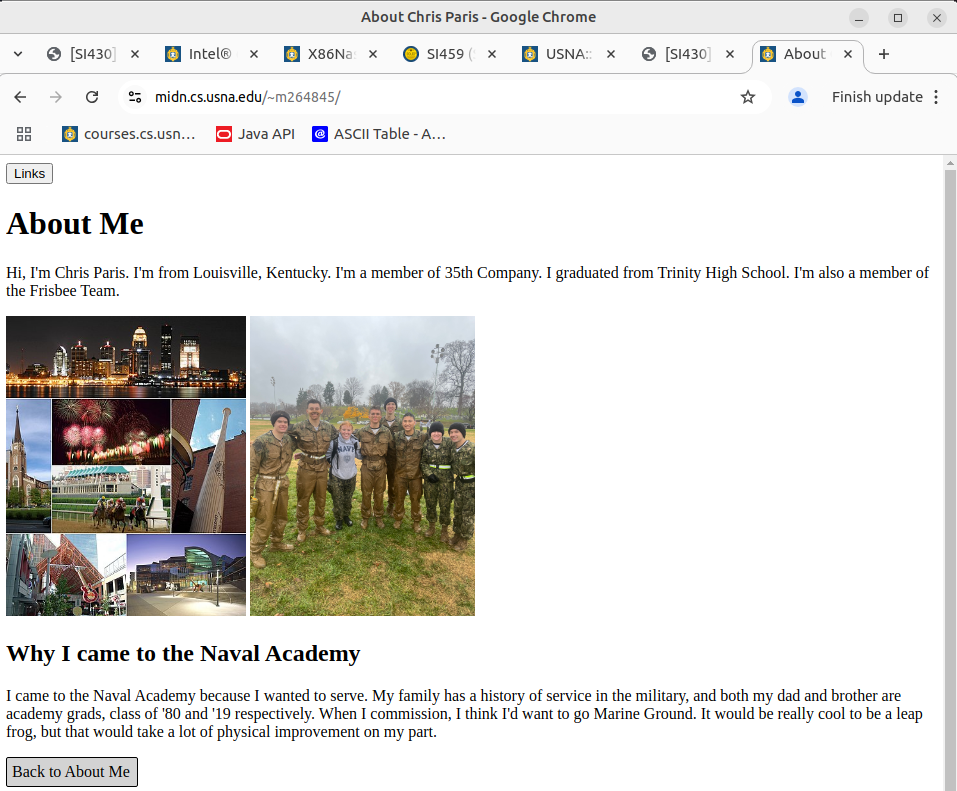 About Chris Paris - Google Chrome
[SI430] Intel® X86Na SI459 ( USNA:: [SI430] About
midn.cs.usna.edu/~m264845/ Finish update
courses.cs.usn… Java API ASCII Table - A…
Links
About Me
Hi, I'm Chris Paris. I'm from Louisville, Kentucky. I'm a member of 35th Company. I graduated from Trinity High School. I'm also a member of
the Frisbee Team.
NAVY
Why I came to the Naval Academy
I came to the Naval Academy because I wanted to serve. My family has a history of service in the military, and both my dad and brother are
academy grads, class of '80 and '19 respectively. When I commission, I think I'd want to go Marine Ground. It would be really cool to be a leap
frog, but that would take a lot of physical improvement on my part.
Back to About Me